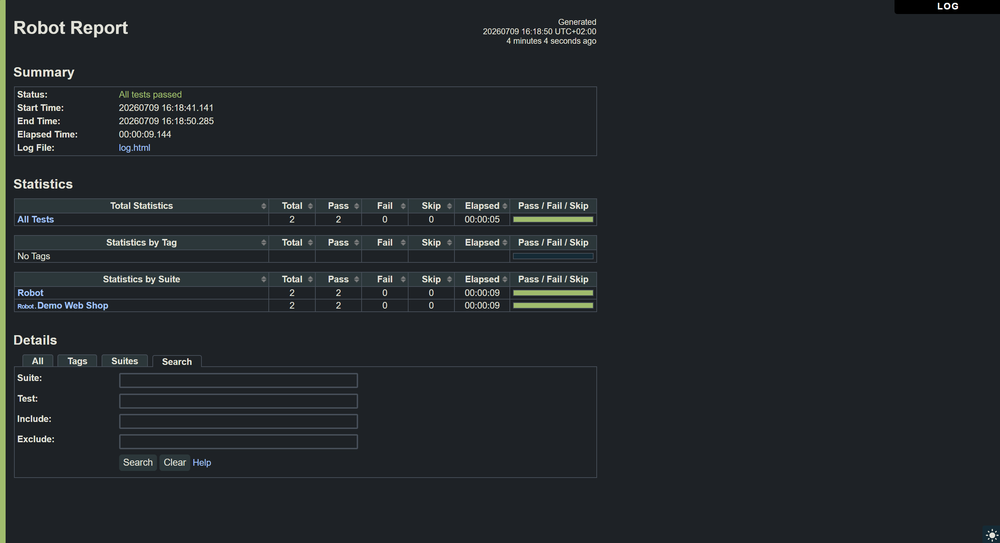 LOG
Robot Report
Generated
20260709 16:18:50 UTC+02:00
4 minutes 4 seconds ago
Summary
Status: All tests passed
Start Time: 20260709 16:18:41.141
End Time: 20260709 16:18:50.285
Elapsed Time: 00:00:09.144
Log File: log.html
Statistics
Total Statistics Total Pass Fail Skip Elapsed Pass / Fail / Skip
All Tests 2 2 0 0 00:00:05
Statistics by Tag Total Pass Fail Skip Elapsed Pass / Fail / Skip
No Tags
Statistics by Suite Total Pass Fail Skip Elapsed Pass / Fail / Skip
Robot 2 2 0 0 00:00:09
Robot . Demo Web Shop 2 2 0 0 00:00:09
Details
All Tags Suites Search
Suite:
Test:
Include:
Exclude:
Search Clear Help